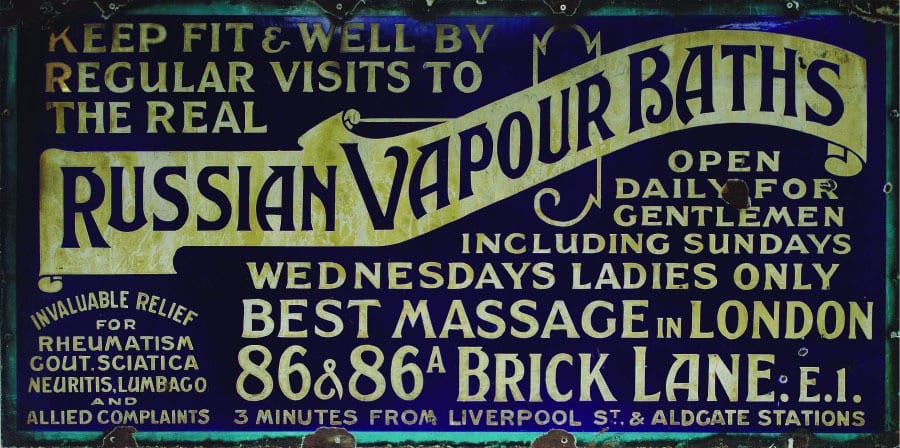 KEEP FIT & WELL BY
REGULAR VISITS TO
THE REAL
RUSSIAN VAPOUR BATHS
OPEN
DAILY FOR
GENTLEMEN
INCLUDING SUNDAYS
WEDNESDAYS LADIES ONLY
BEST MASSAGE IN LONDON
86 & 86A BRICK LANE. E.1.
3 MINUTES FROM LIVERPOOL ST. & ALDGATE STATIONS
INVALUABLE RELIEF
FOR
RHEUMATISM
GOUT. SCIATICA
NEURITIS, LUMBAGO
AND
ALLIED COMPLAINTS